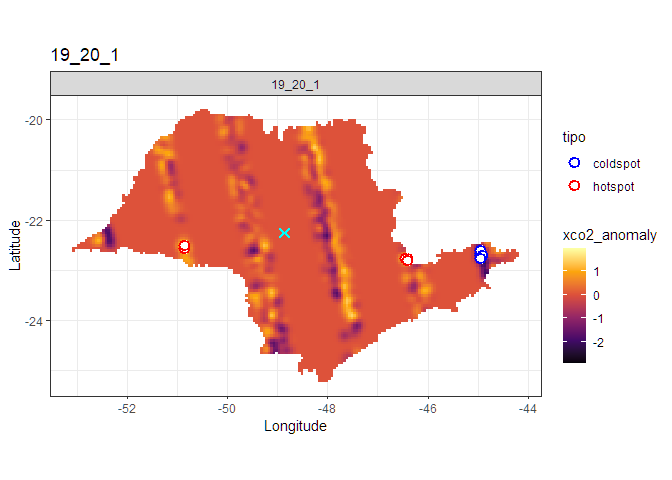 19_20_1
19_20_1
-20
-22
-24
Latitude
-52
-50
-48
-46
-44
Longitude
tipo
coldspot
hotspot
xco2_anomaly
1
0
-1
-2